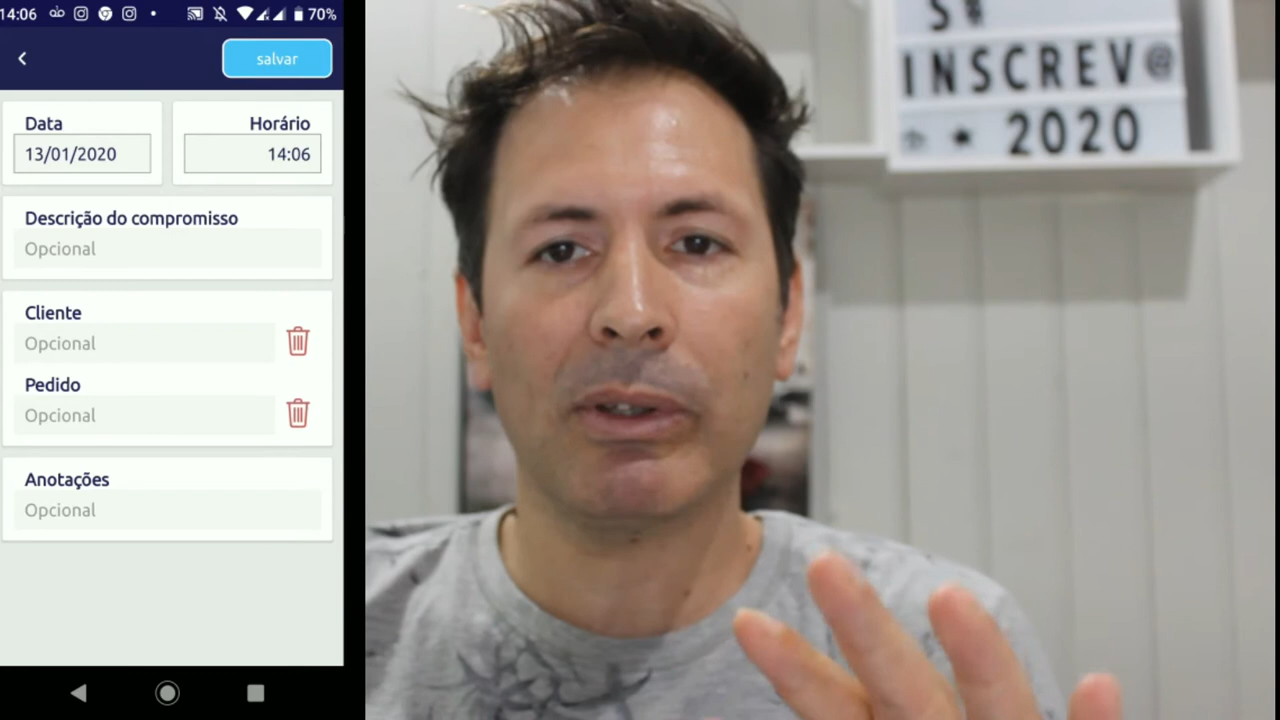 14:06
70%
salvar
Data
Horário
13/01/2020
14:06
Descrição do compromisso
Opcional
Cliente
Opcional
Pedido
Opcional
Anotações
Opcional
INSCREV@
2020